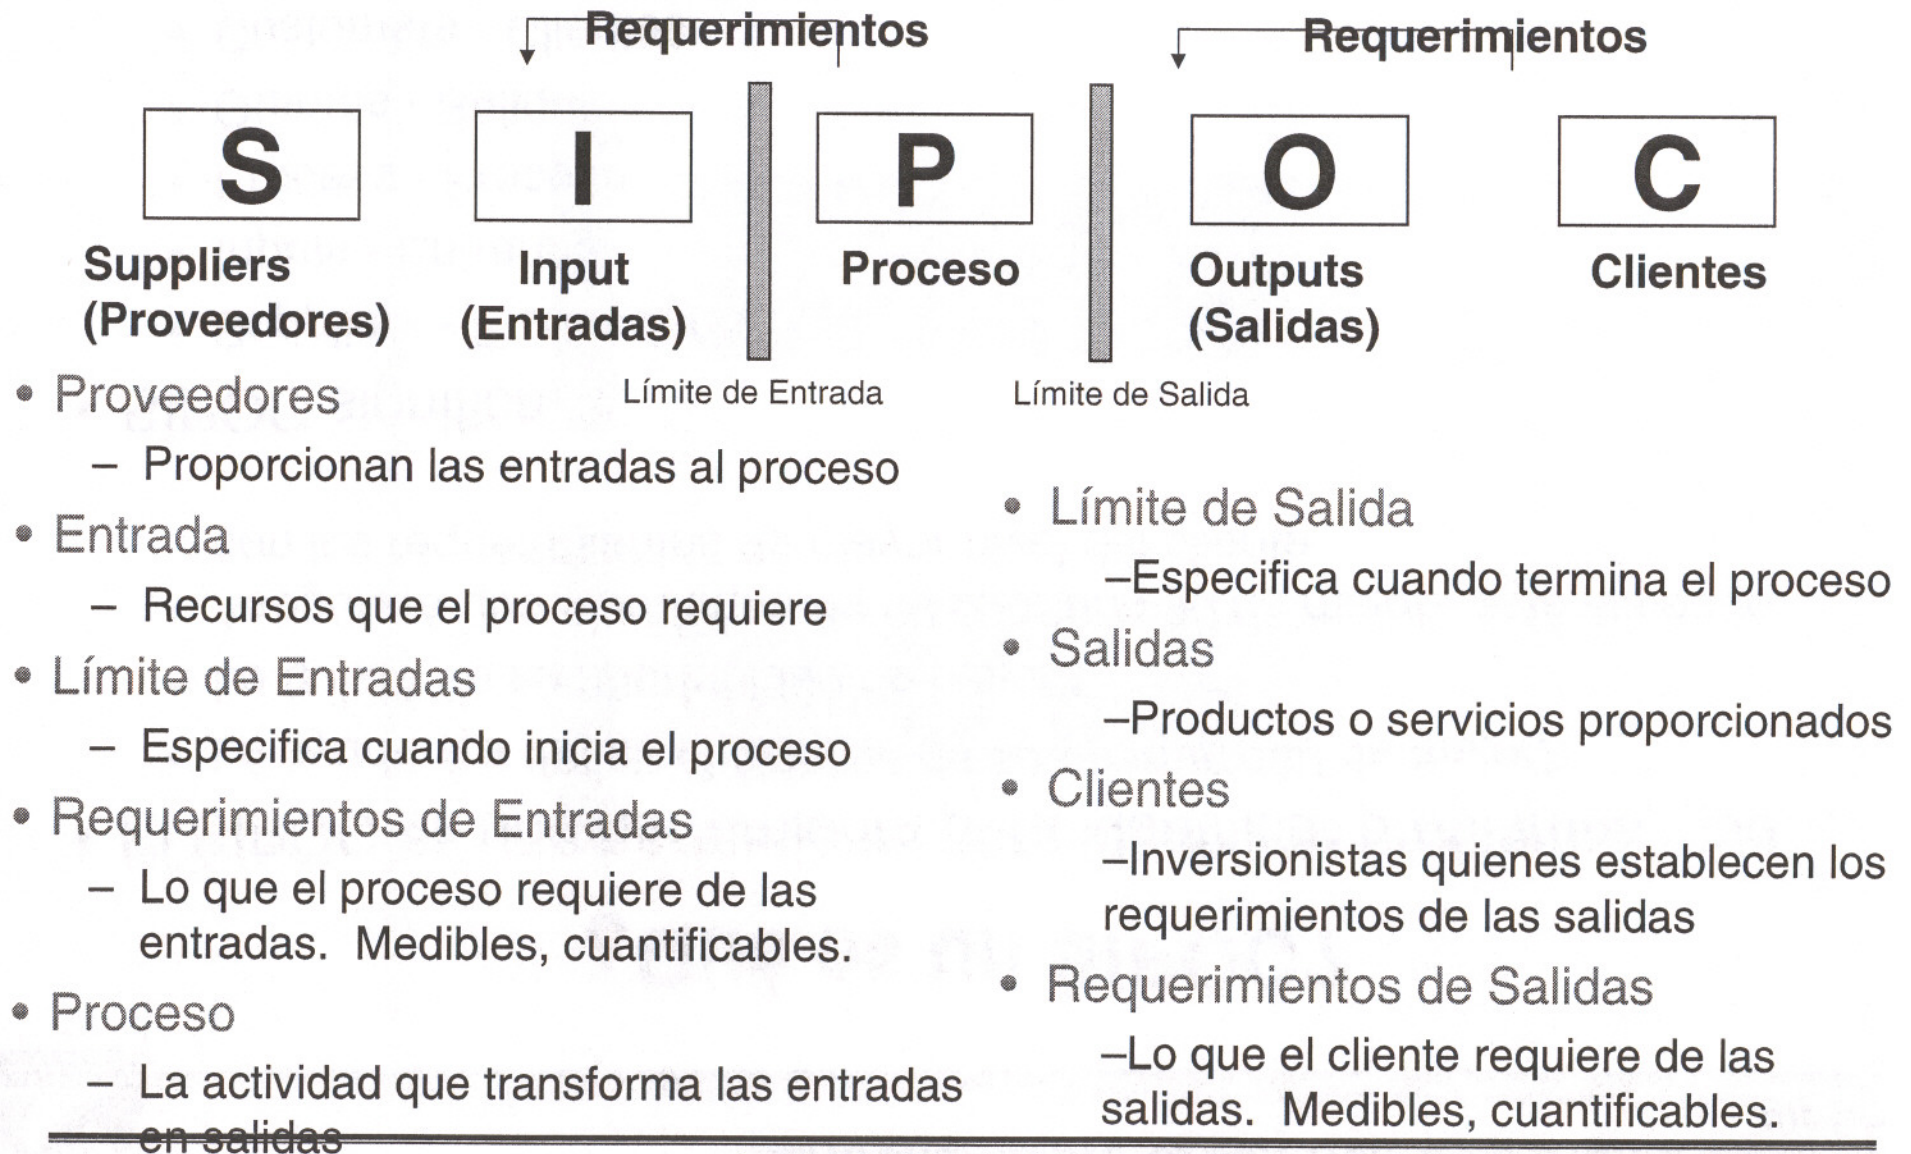 Requerimientos
Requerimientos
S
I
P
O
C
Suppliers
(Proveedores)
Input
(Entradas)
Proceso
Outputs
(Salidas)
Clientes
Límite de Entrada
Límite de Salida
• Proveedores
– Proporcionan las entradas al proceso
• Entrada
– Recursos que el proceso requiere
• Límite de Entradas
– Especifica cuando inicia el proceso
• Requerimientos de Entradas
– Lo que el proceso requiere de las
entradas. Medibles, cuantificables.
• Proceso
– La actividad que transforma las entradas
en salidas
• Límite de Salida
–Especifica cuando termina el proceso
• Salidas
–Productos o servicios proporcionados
• Clientes
–Inversionistas quienes establecen los
requerimientos de las salidas
• Requerimientos de Salidas
–Lo que el cliente requiere de las
salidas. Medibles, cuantificables.